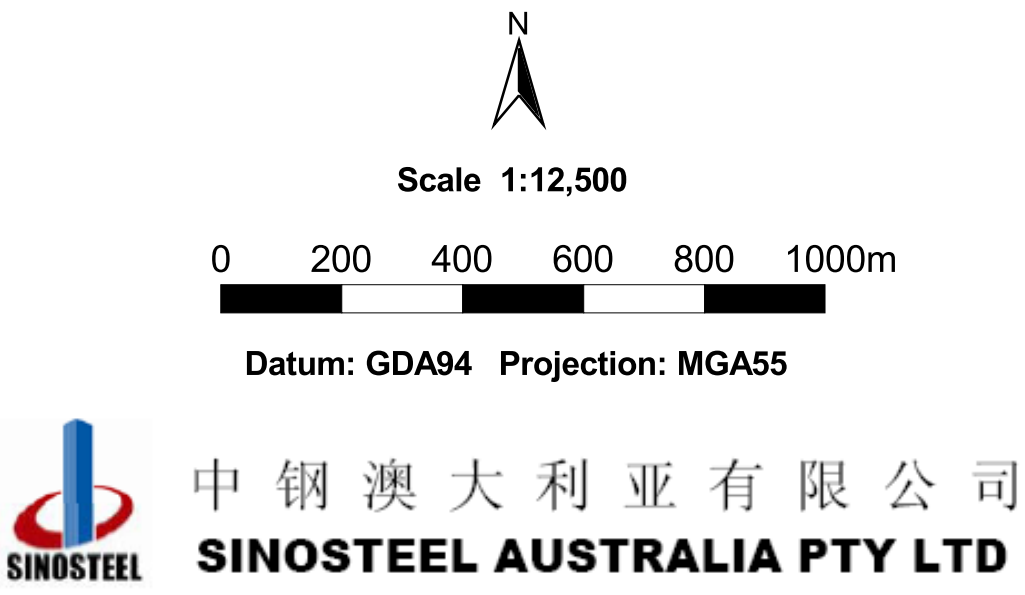 N
Scale 1:12,500
0 200 400 600 800 1000m
Datum: GDA94 Projection: MGA55
SINOSTEEL
中钢澳大利亚有限公司
SINOSTEEL AUSTRALIA PTY LTD